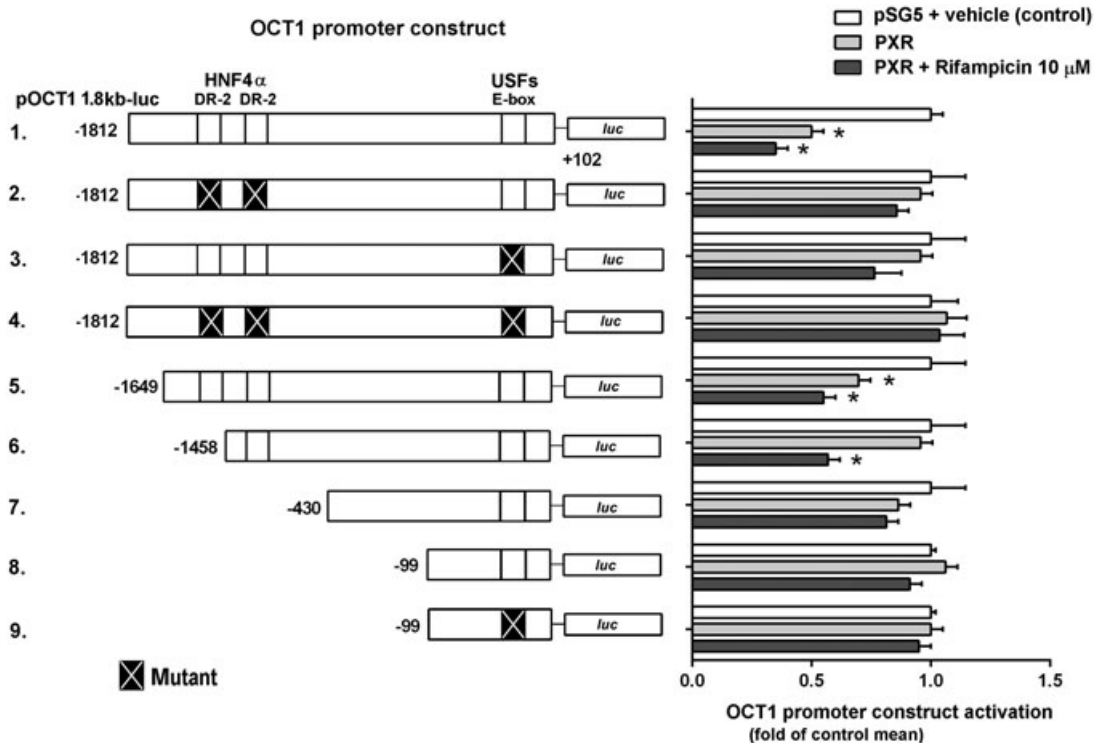 OCT1 promoter construct
pSG5 + vehicle (control)
PXR
PXR + Rifampicin 10 μM
HNF4 α
USFs
pOCT1 1.8kb-luc
DR-2 DR-2
E-box
1. -1812 luc *
*
+102
2. -1812 luc
3. -1812 luc
4. -1812 luc
5. -1649 luc *
*
6. -1458 luc
*
7. -430 luc
8. -99 luc
9. -99 luc
Mutant
0.0 0.5 1.0 1.5
OCT1 promoter construct activation
(fold of control mean)